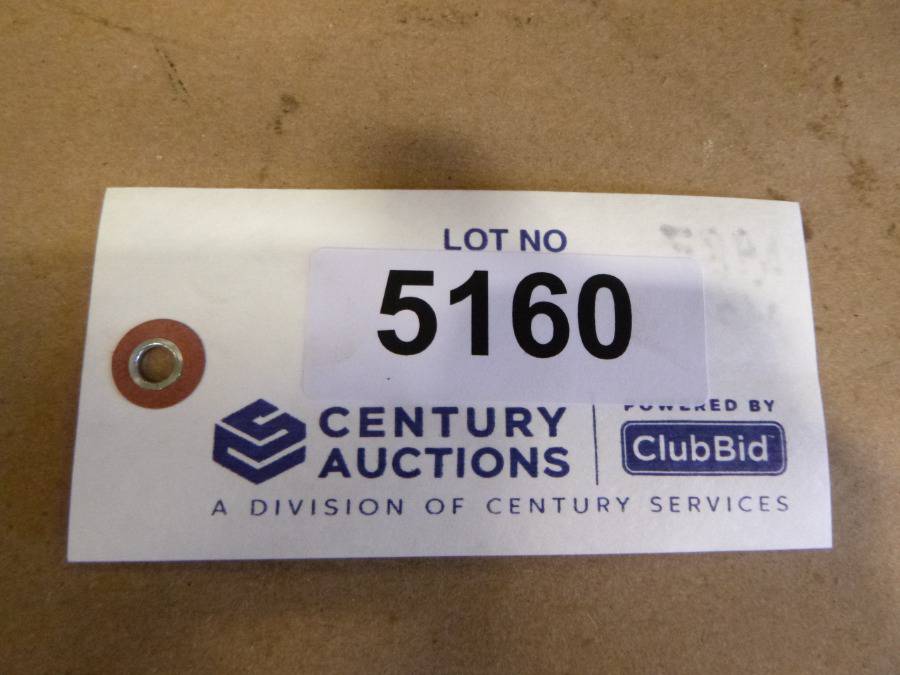 LOT NO
5160
CENTURY
AUCTIONS
POWERED BY
ClubBid™
A DIVISION OF CENTURY SERVICES